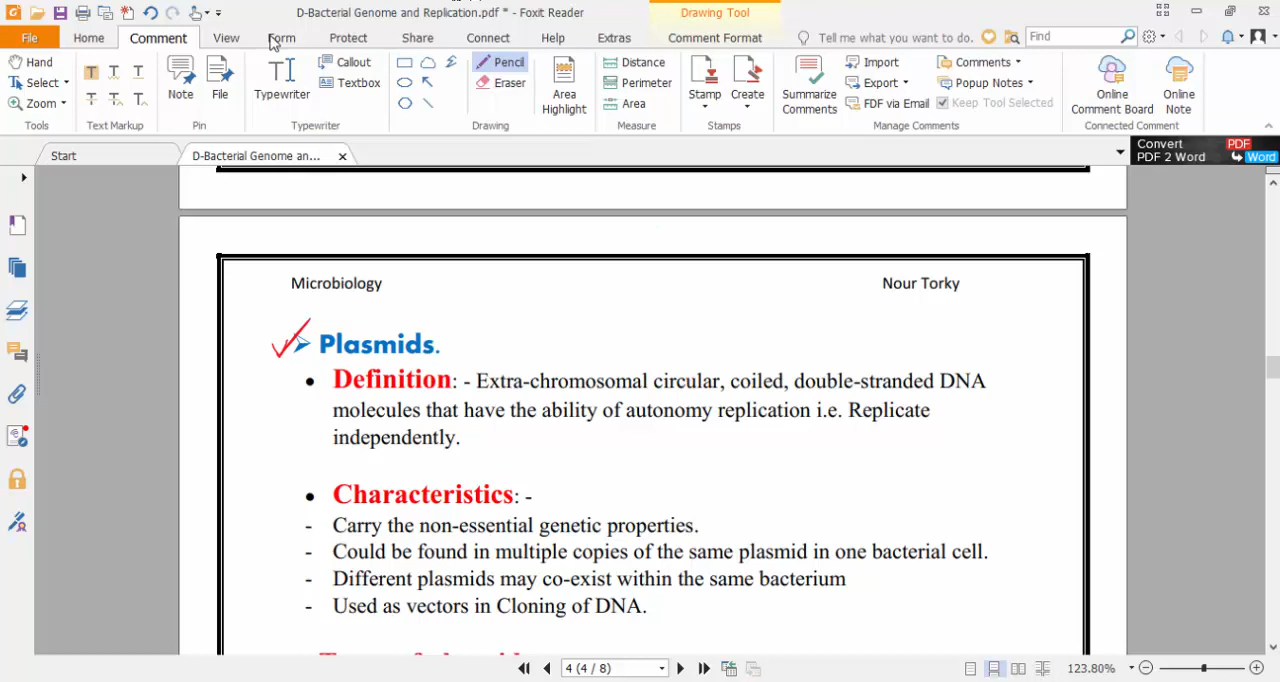 D-Bacterial Genome and Replication.pdf * - Foxit Reader
Drawing Tool
File Home Comment View Form Protect Share Connect Help Extras Comment Format Tell me what you want to do. Find
Hand
Select
Zoom
Tools
Text Markup
Note
File
Pin
Typewriter
Callout
Textbox
Typewriter
Pencil
Eraser
Drawing
Area
Highlight
Distance
Perimeter
Area
Measure
Stamp
Create
Stamps
Summarize
Comments
Import
Export
FDF via Email
Comments
Popup Notes
Keep Tool Selected
Manage Comments
Online
Comment Board
Online
Note
Connected Comment
Start
D-Bacterial Genome an...
Convert
PDF 2 Word
PDF
Word
Microbiology Nour Torky
Plasmids.
• Definition: - Extra-chromosomal circular, coiled, double-stranded DNA
molecules that have the ability of autonomy replication i.e. Replicate
independently.
• Characteristics: -
- Carry the non-essential genetic properties.
- Could be found in multiple copies of the same plasmid in one bacterial cell.
- Different plasmids may co-exist within the same bacterium
- Used as vectors in Cloning of DNA.
4 (4 / 8)
123.80%